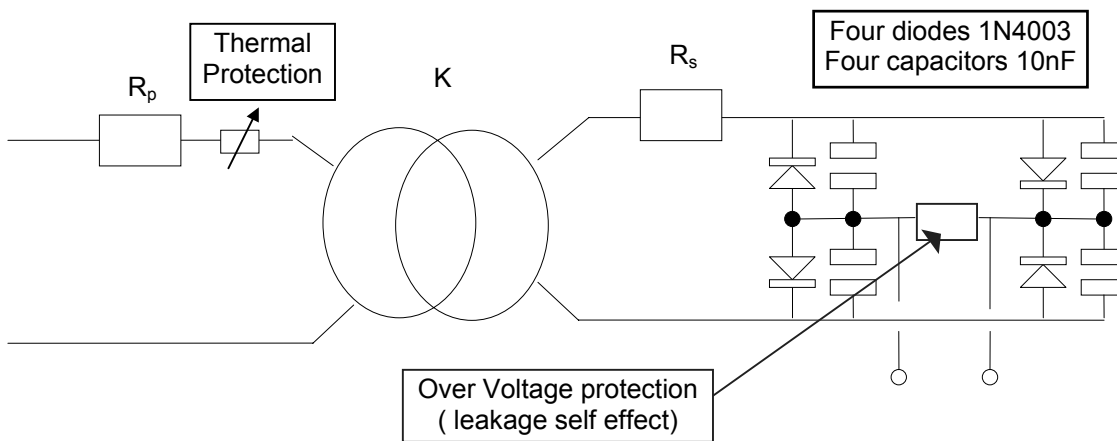 Thermal
Protection
Four diodes 1N4003
Four capacitors 10nF
Rp
K
Rs
Over Voltage protection
( leakage self effect)